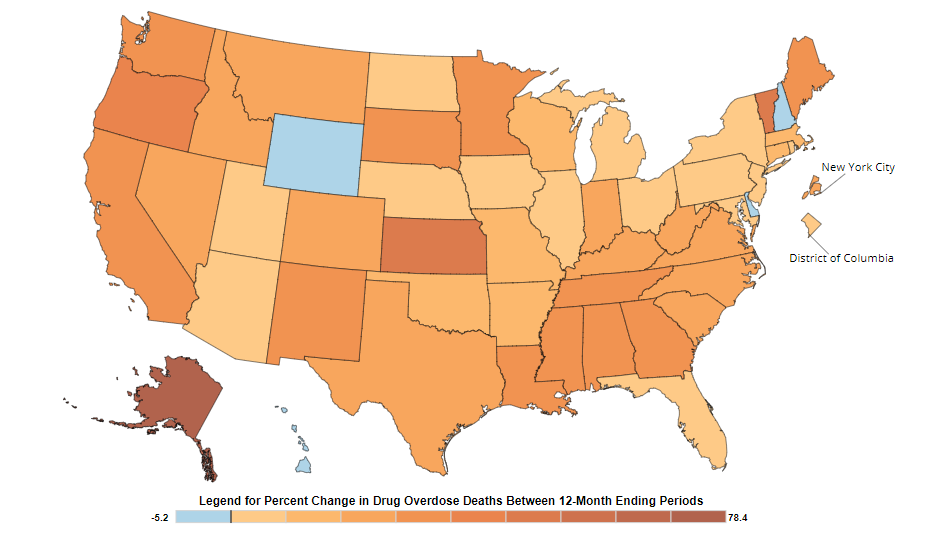 New York City
District of Columbia
Legend for Percent Change in Drug Overdose Deaths Between 12-Month Ending Periods
-5.2
78.4